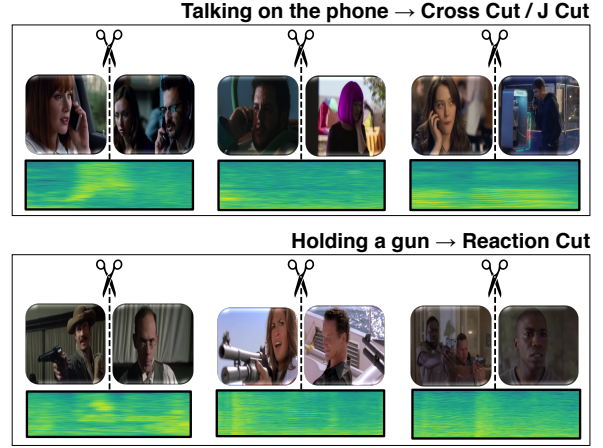 Talking on the phone → Cross Cut / J Cut
Holding a gun → Reaction Cut